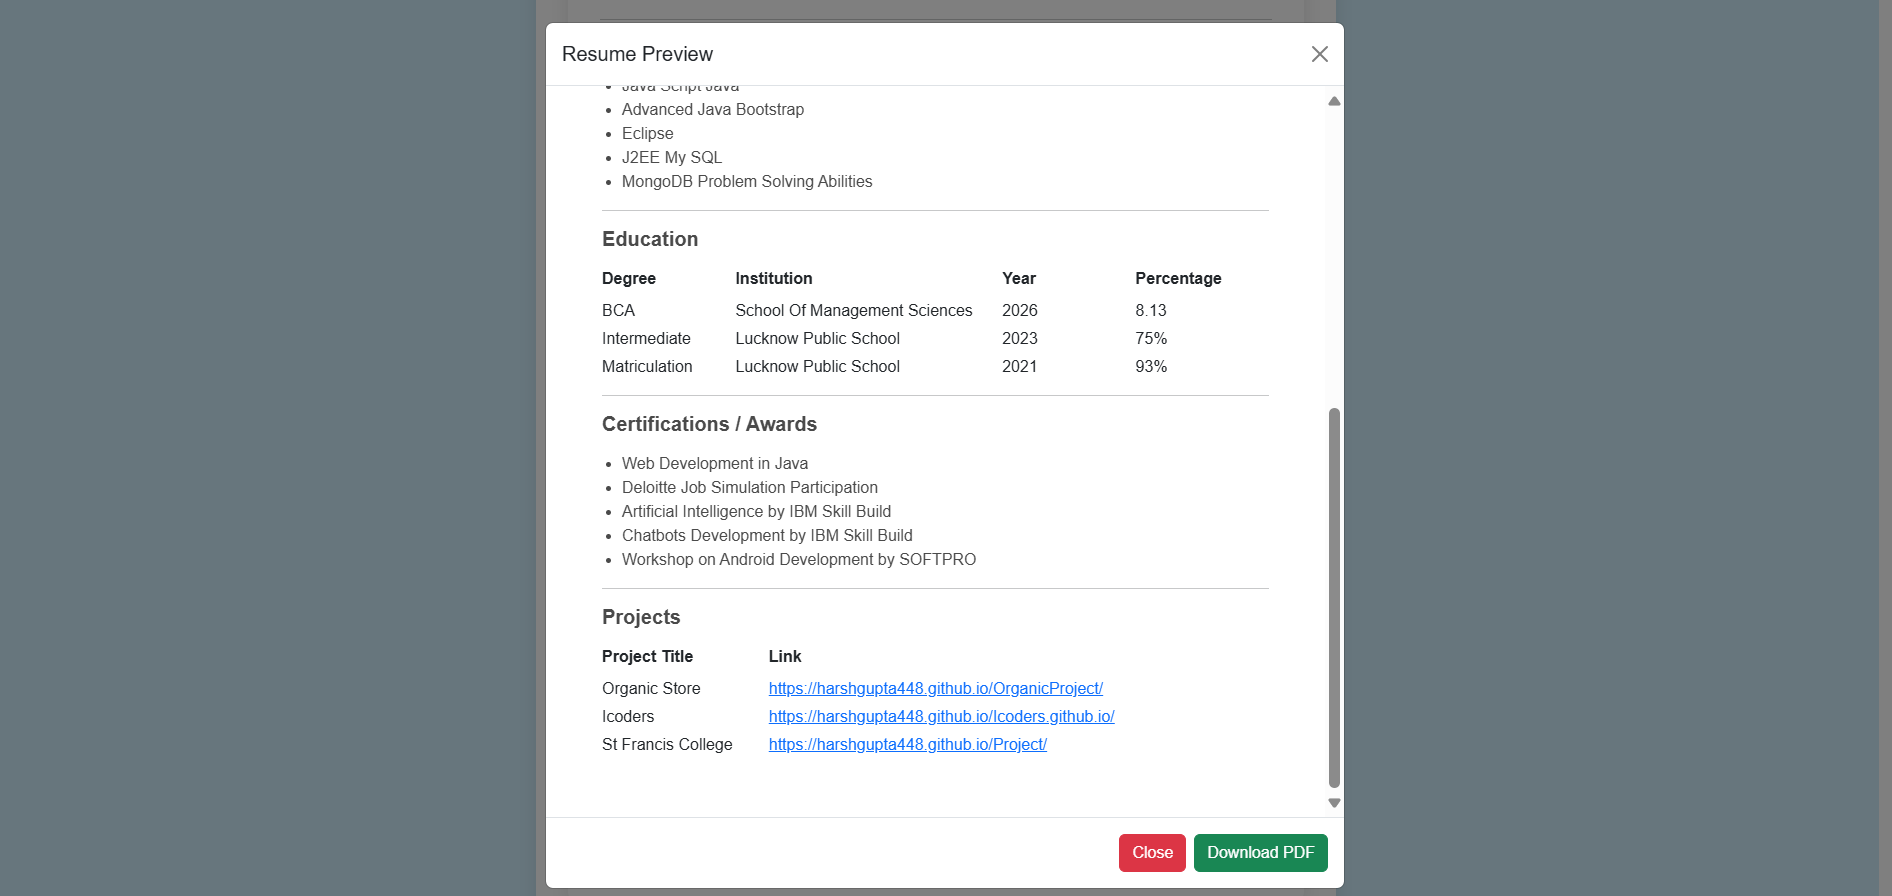 Resume Preview
Java Script Java
Advanced Java Bootstrap
Eclipse
J2EE My SQL
MongoDB Problem Solving Abilities
Education
Degree Institution Year Percentage
BCA School Of Management Sciences 2026 8.13
Intermediate Lucknow Public School 2023 75%
Matriculation Lucknow Public School 2021 93%
Certifications / Awards
Web Development in Java
Deloitte Job Simulation Participation
Artificial Intelligence by IBM Skill Build
Chatbots Development by IBM Skill Build
Workshop on Android Development by SOFTPRO
Projects
Project Title Link
Organic Store https://harshgupta448.github.io/OrganicProject/
Icoders https://harshgupta448.github.io/Icoders.github.io/
St Francis College https://harshgupta448.github.io/Project/
Close Download PDF